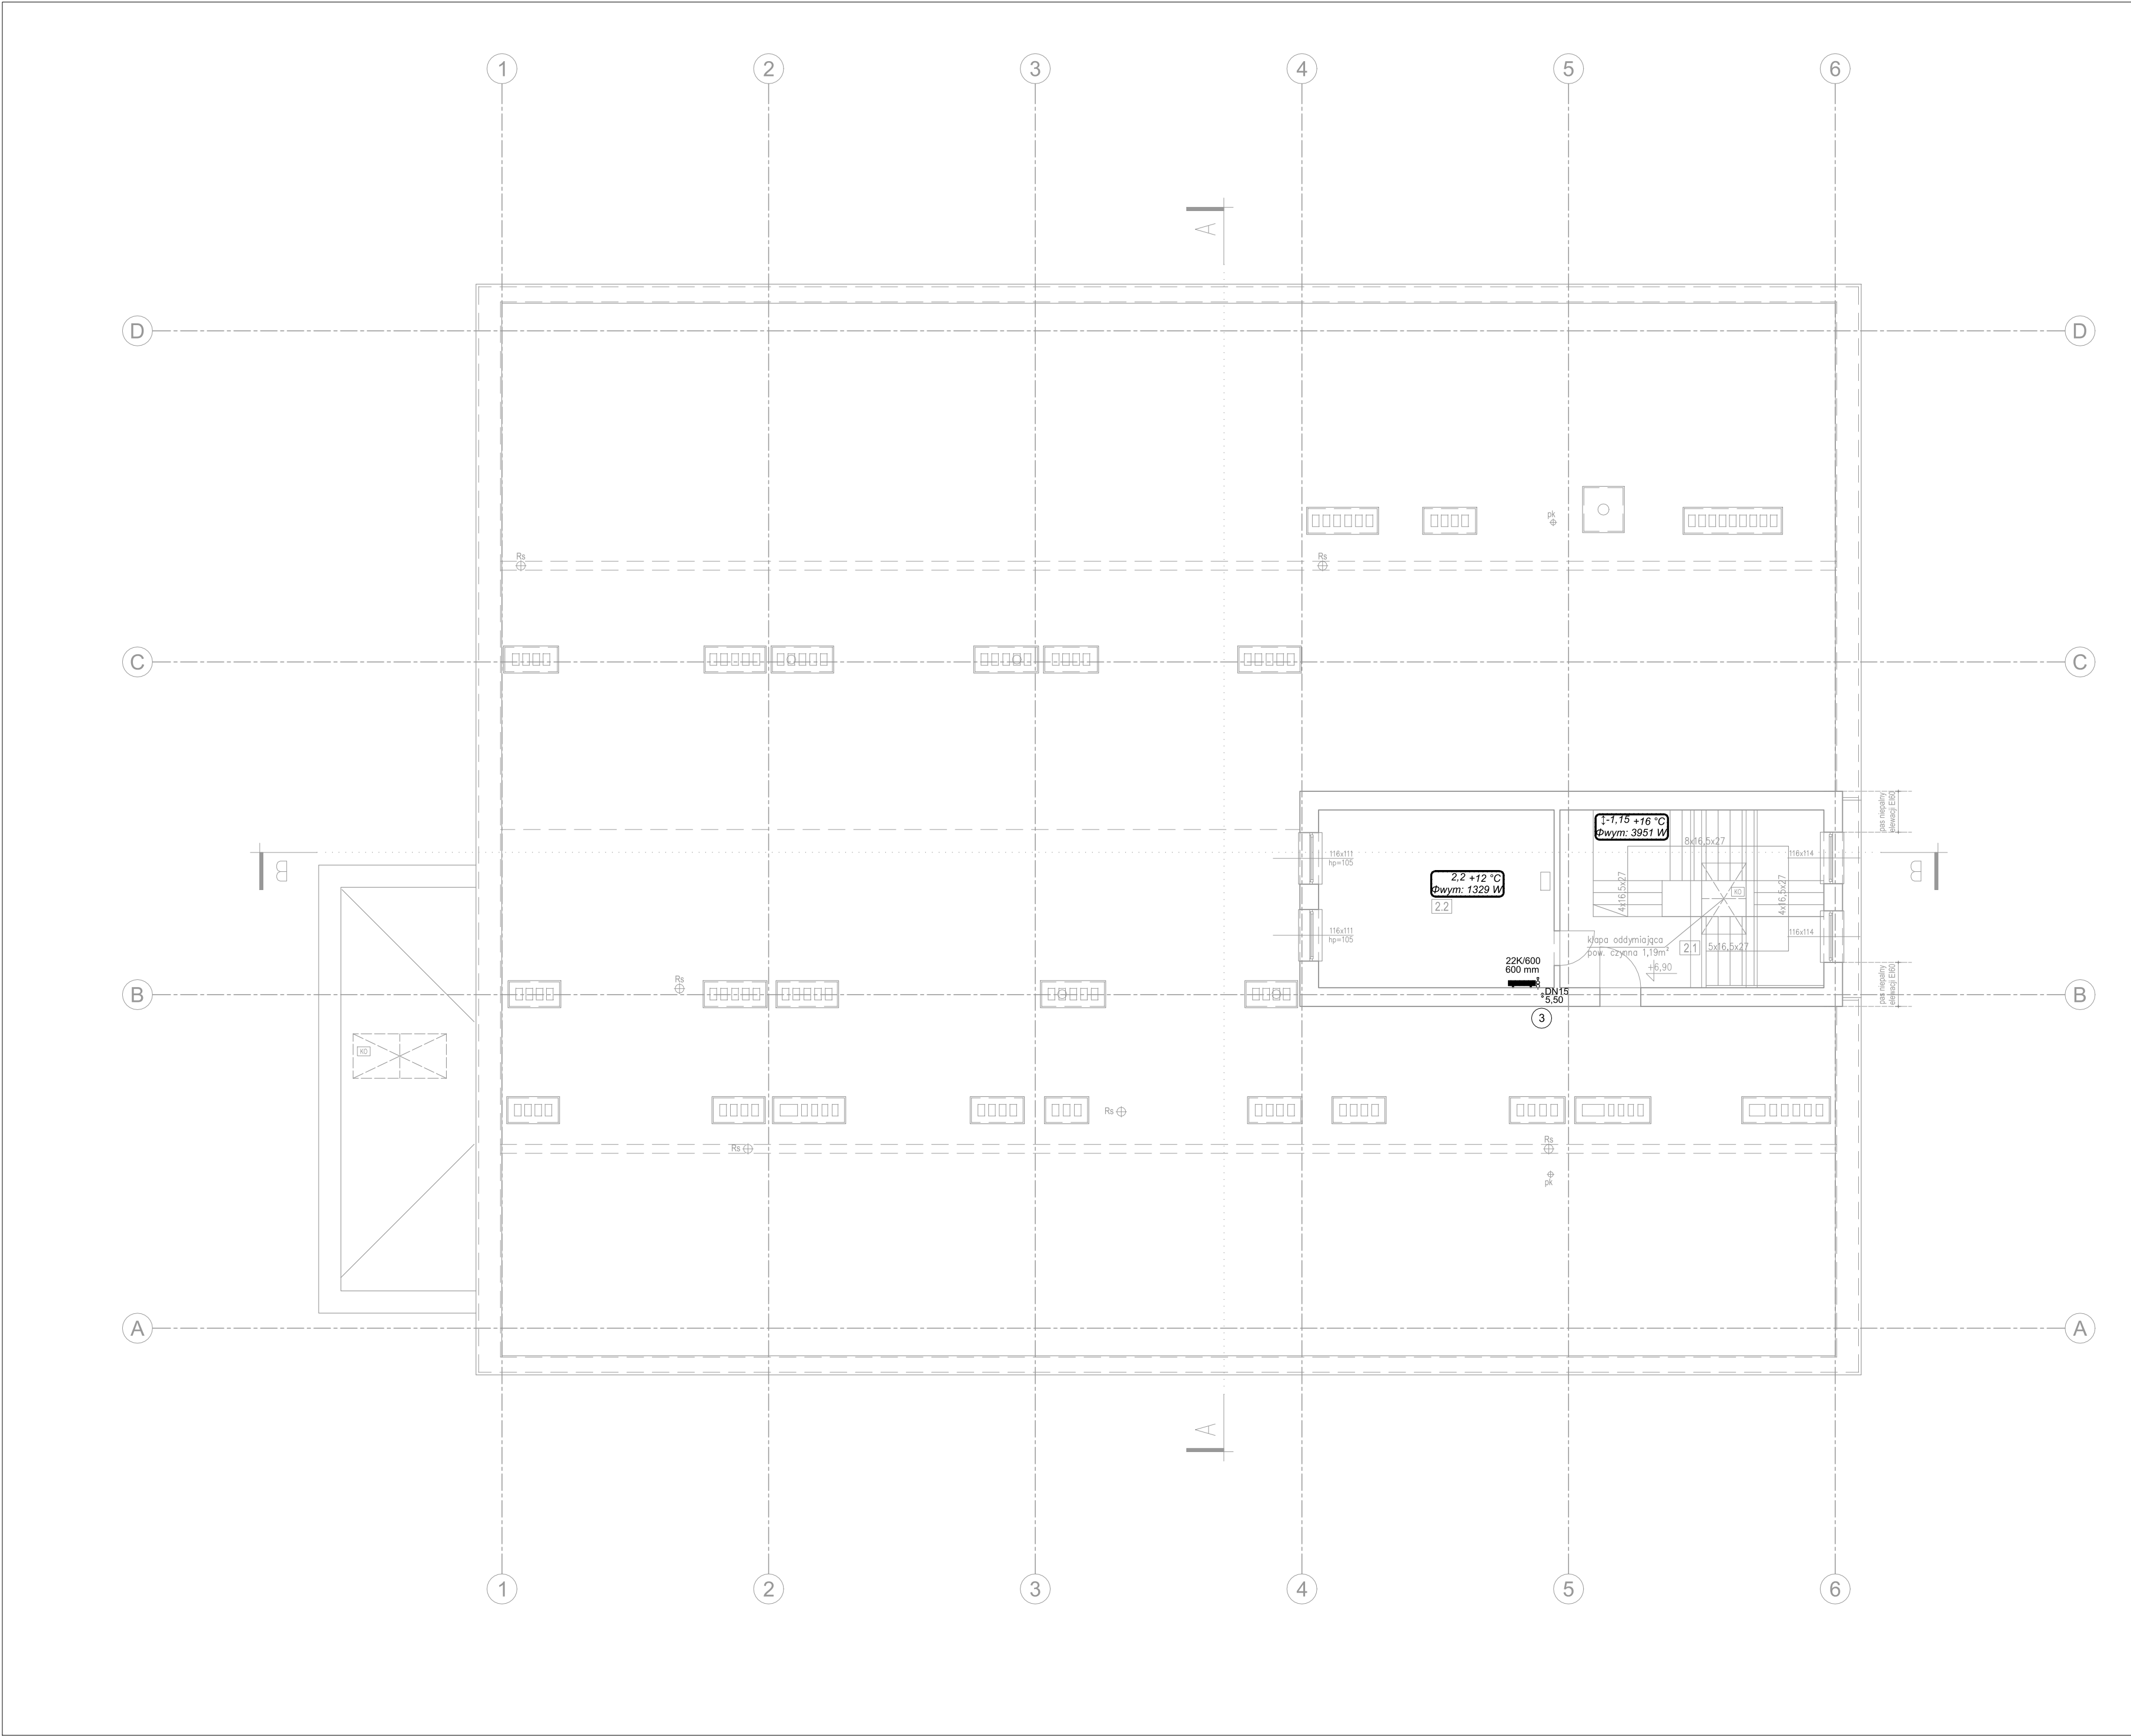 1 2 3 4 5 6
A
D D
pk
Rs Rs
C C
pas niepalny
elewacji EI60
↕-1,15 +16 °C
Φwym: 3951 W
8x16,5x27
116x111
hp=105
116x114
B B
2,2 +12 °C
Φwym: 1329 W
4x16,5x27
KO
4x16,5x27
2.2
116x111
hp=105
116x114
klapa oddymiająca
pow. czynna 1,19m²
2.1
5x16,5x27
22K/600
600 mm
+6,90
pas niepalny
elewacji EI60
Rs
B B
DN15
5,50
3
KO
Rs
Rs
Rs
pk
A A
A
1 2 3 4 5 6